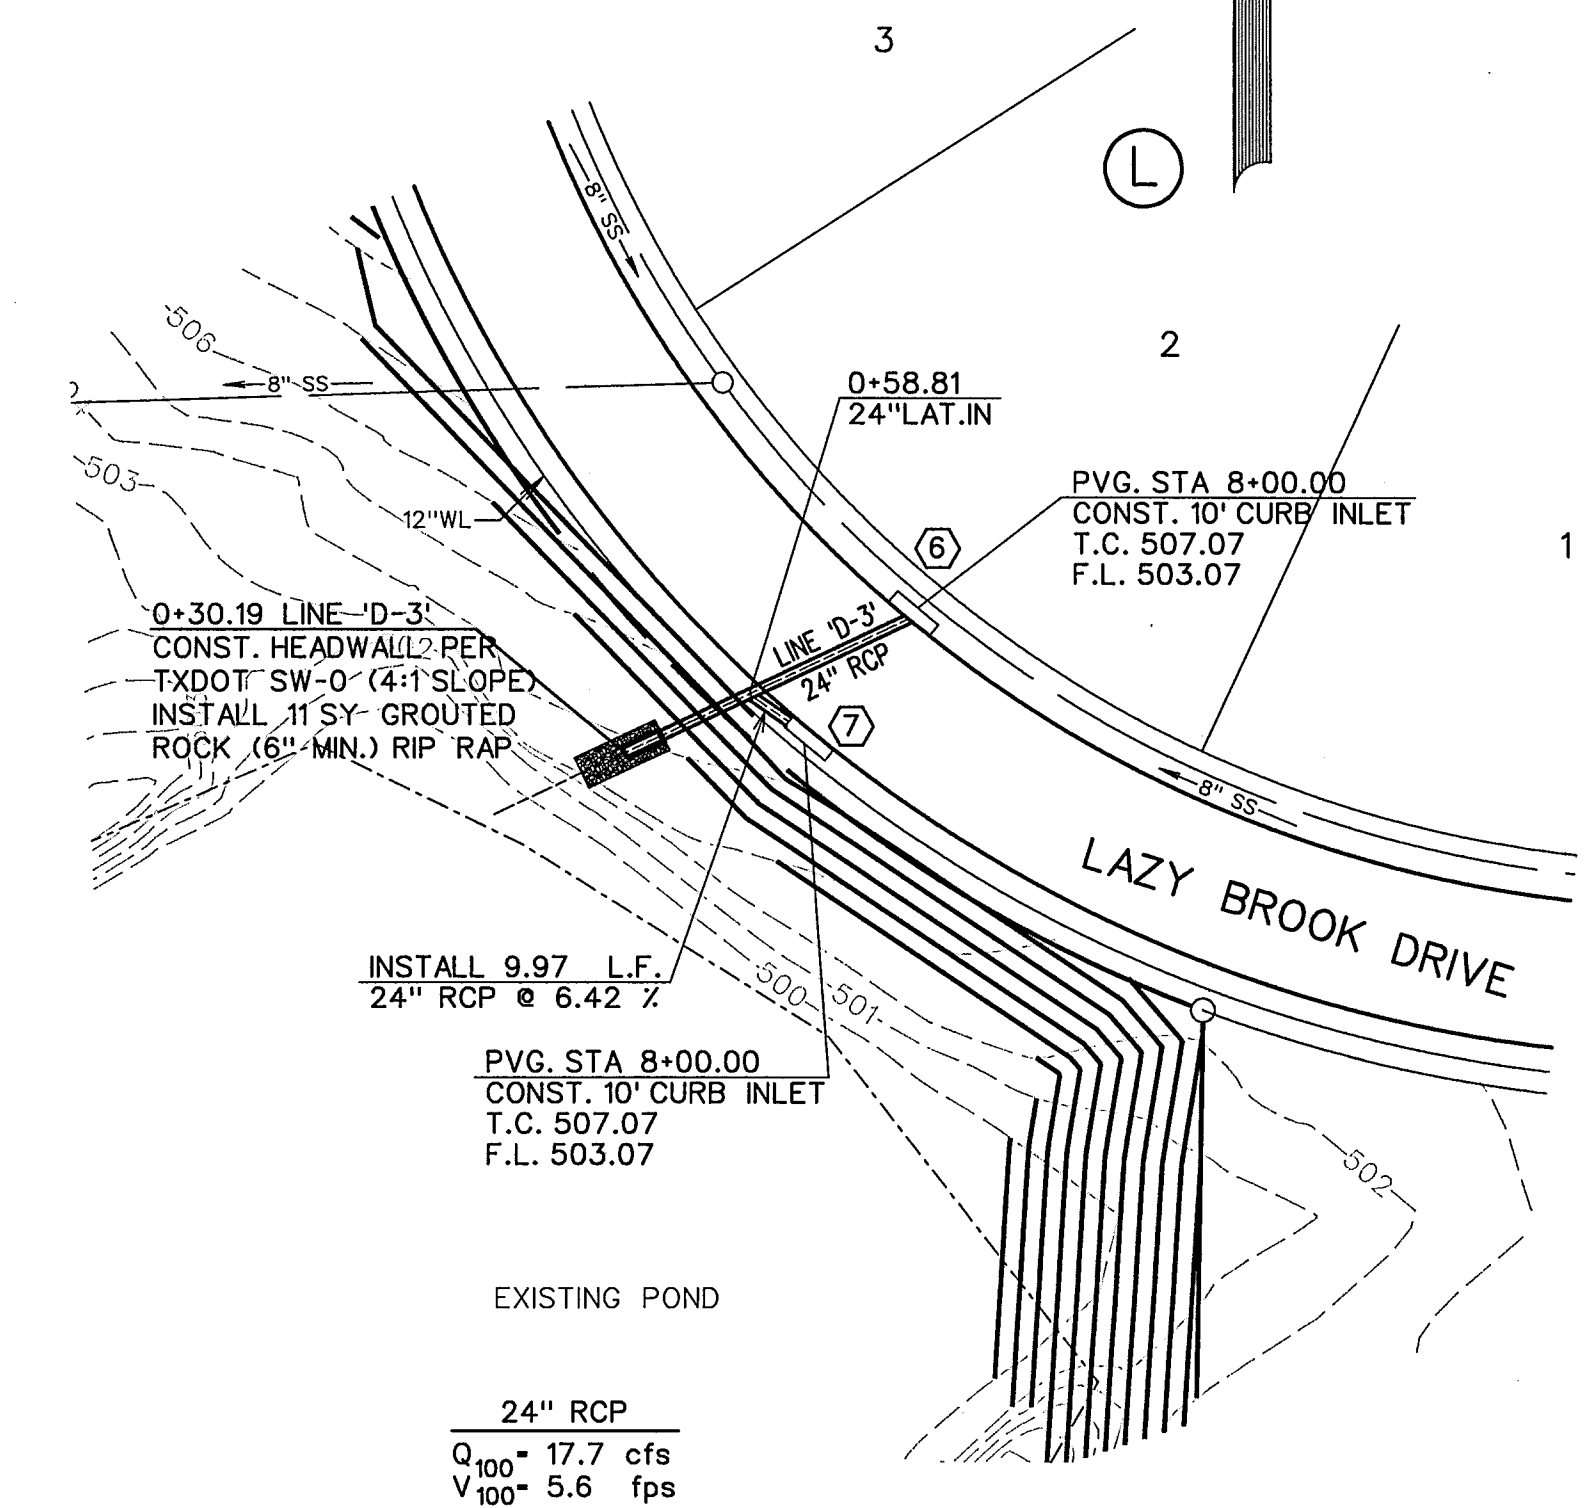 3
L
8" SS
506
2
8" SS
0+58.81
24"LAT.IN
503
12"WL
PVG. STA 8+00.00
CONST. 10' CURB INLET
T.C. 507.07
F.L. 503.07
6
1
0+30.19 LINE 'D-3'
CONST. HEADWALL PER
TXDOT SW-0 (4:1 SLOPE)
INSTALL 11 SY GROUTED
ROCK (6" MIN.) RIP RAP
LINE 'D-3'
24" RCP
7
8" SS
LAZY BROOK DRIVE
INSTALL 9.97 L.F.
24" RCP @ 6.42 %
500
501
PVG. STA 8+00.00
CONST. 10' CURB INLET
T.C. 507.07
F.L. 503.07
502
EXISTING POND
24" RCP
Q100= 17.7 cfs
V100= 5.6 fps